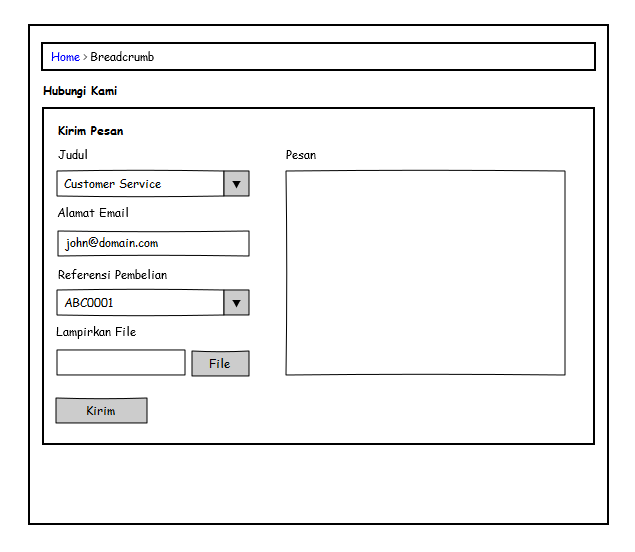 Home > Breadcrumb
Hubungi Kami
Kirim Pesan
Judul
Customer Service
Alamat Email
john@domain.com
Referensi Pembelian
ABC0001
Lampirkan File
File
Kirim
Pesan